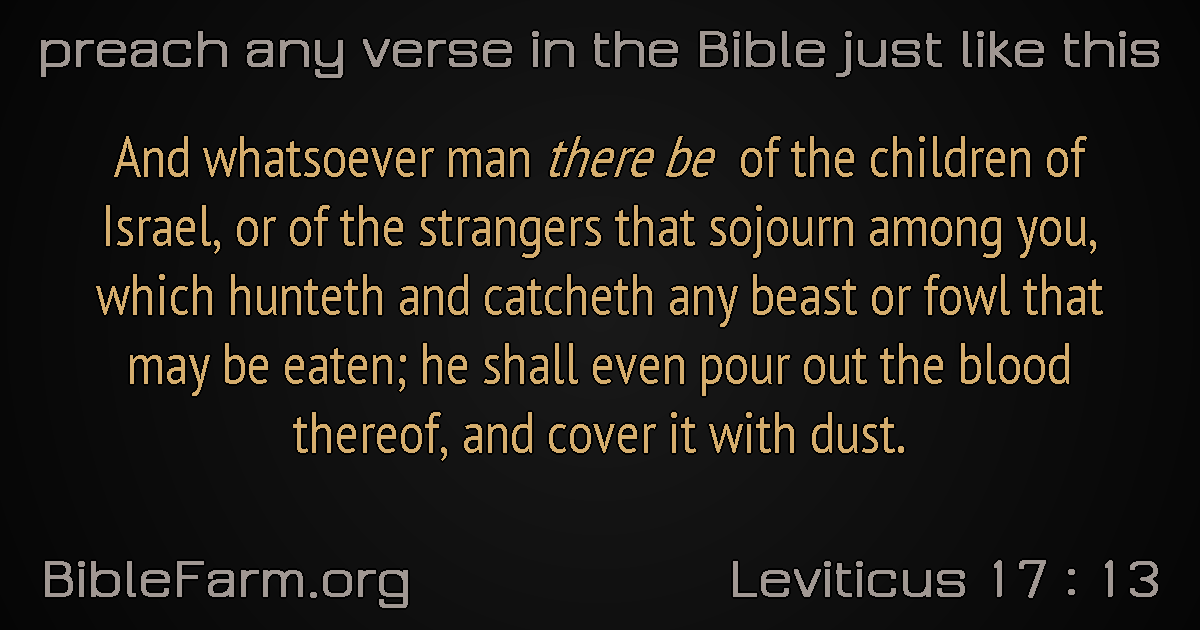 preach any verse in the Bible just like this
And whatsoever man there be of the children of
Israel, or of the strangers that sojourn among you,
which hunteth and catcheth any beast or fowl that
may be eaten; he shall even pour out the blood
thereof, and cover it with dust.
BibleFarm.org
Leviticus 17 : 13